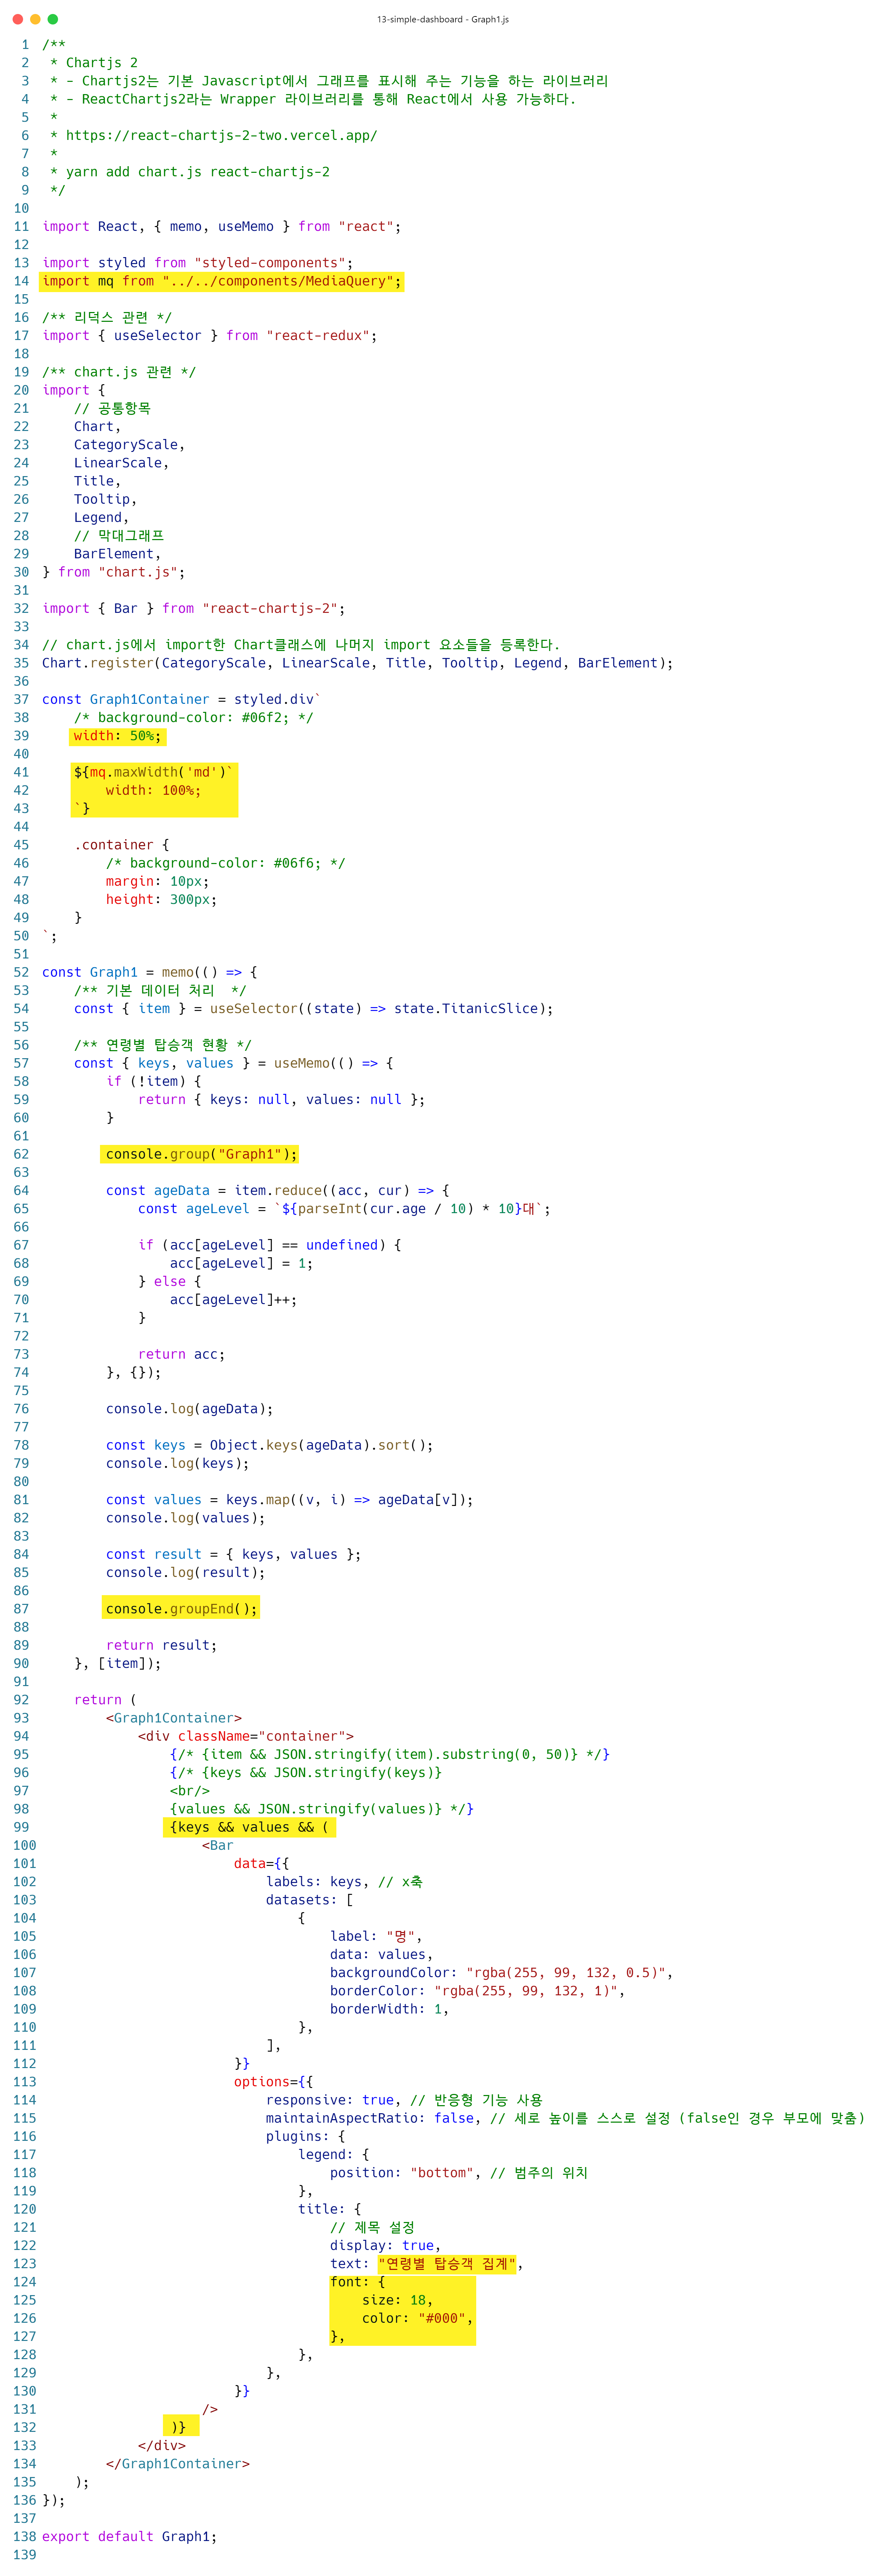 13-simple-dashboard - Graph1.js
1 /**
2  * Chartjs 2
3  * - Chartjs2는 기본 Javascript에서 그래프를 표시해 주는 기능을 하는 라이브러리
4  * - ReactChartjs2라는 Wrapper 라이브러리를 통해 React에서 사용 가능하다.
5  *
6  * https://react-chartjs-2-two.vercel.app/
7  *
8  * yarn add chart.js react-chartjs-2
9  */
10
11 import React, { memo, useMemo } from "react";
12
13 import styled from "styled-components";
14 import mq from "../../components/MediaQuery";
15
16 /** 리덕스 관련 */
17 import { useSelector } from "react-redux";
18
19 /** chart.js 관련 */
20 import {
21     // 공통항목
22     Chart,
23     CategoryScale,
24     LinearScale,
25     Title,
26     Tooltip,
27     Legend,
28     // 막대그래프
29     BarElement,
30 } from "chart.js";
31
32 import { Bar } from "react-chartjs-2";
33
34 // chart.js에서 import한 Chart클래스에 나머지 import 요소들을 등록한다.
35 Chart.register(CategoryScale, LinearScale, Title, Tooltip, Legend, BarElement);
36
37 const Graph1Container = styled.div`
38     /* background-color: #06f2; */
39     width: 50%;
40
41     ${mq.maxWidth('md')`
42         width: 100%;
43     `}
44
45     .container {
46         /* background-color: #06f6; */
47         margin: 10px;
48         height: 300px;
49     }
50 `;
51
52 const Graph1 = memo(() => {
53     /** 기본 데이터 처리  */
54     const { item } = useSelector((state) => state.TitanicSlice);
55
56     /** 연령별 탑승객 현황 */
57     const { keys, values } = useMemo(() => {
58         if (!item) {
59             return { keys: null, values: null };
60         }
61
62         console.group("Graph1");
63
64         const ageData = item.reduce((acc, cur) => {
65             const ageLevel = `${parseInt(cur.age / 10) * 10}대`;
66
67             if (acc[ageLevel] == undefined) {
68                 acc[ageLevel] = 1;
69             } else {
70                 acc[ageLevel]++;
71             }
72
73             return acc;
74         }, {});
75
76         console.log(ageData);
77
78         const keys = Object.keys(ageData).sort();
79         console.log(keys);
80
81         const values = keys.map((v, i) => ageData[v]);
82         console.log(values);
83
84         const result = { keys, values };
85         console.log(result);
86
87         console.groupEnd();
88
89         return result;
90     }, [item]);
91
92     return (
93         <Graph1Container>
94             <div className="container">
95                 {/* {item && JSON.stringify(item).substring(0, 50)} */}
96                 {/* {keys && JSON.stringify(keys)}
97                 <br/>
98                 {values && JSON.stringify(values)} */}
99                 {keys && values && (
100                     <Bar
101                         data={{
102                             labels: keys, // x축
103                             datasets: [
104                                 {
105                                     label: "명",
106                                     data: values,
107                                     backgroundColor: "rgba(255, 99, 132, 0.5)",
108                                     borderColor: "rgba(255, 99, 132, 1)",
109                                     borderWidth: 1,
110                                 },
111                             ],
112                         }}
113                         options={{
114                             responsive: true, // 반응형 기능 사용
115                             maintainAspectRatio: false, // 세로 높이를 스스로 설정 (false인 경우 부모에 맞춤)
116                             plugins: {
117                                 legend: {
118                                     position: "bottom", // 범주의 위치
119                                 },
120                                 title: {
121                                     // 제목 설정
122                                     display: true,
123                                     text: "연령별 탑승객 집계",
124                                     font: {
125                                         size: 18,
126                                         color: "#000",
127                                     },
128                                 },
129                             },
130                         }}
131                     />
132                 )}
133             </div>
134         </Graph1Container>
135     );
136 });
137
138 export default Graph1;
139